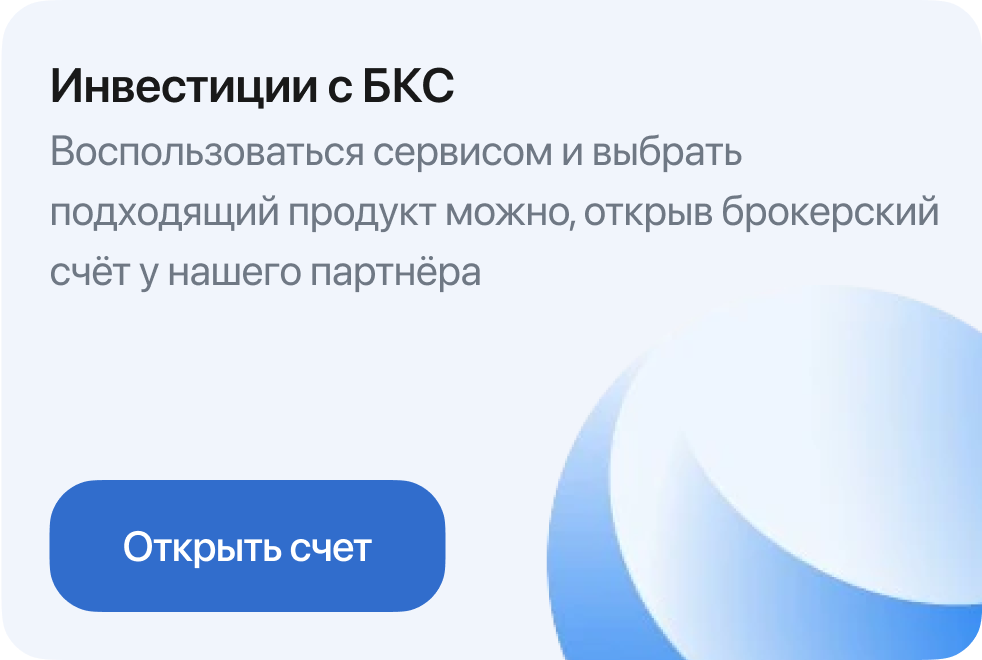 Инвестиции с БКС
Воспользоваться сервисом и выбрать
подходящий продукт можно, открыв брокерский
счёт у нашего партнёра
Открыть счет